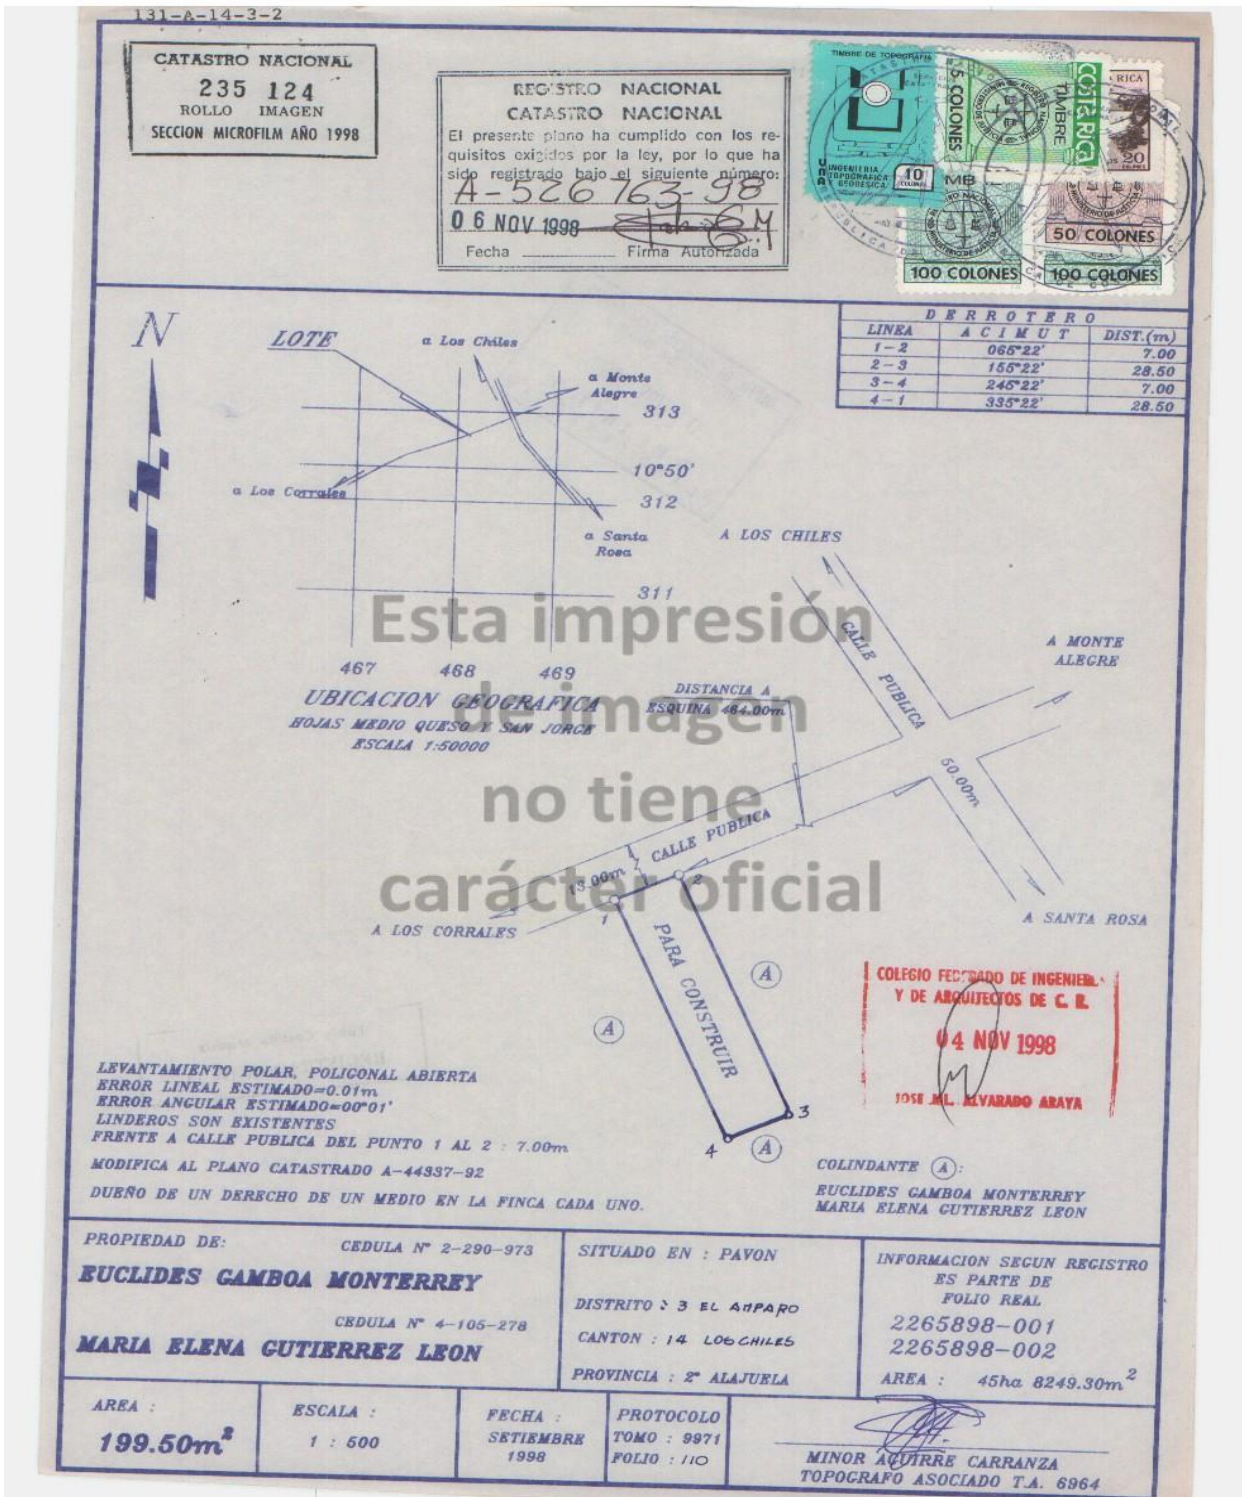 131-A-14-3-2
CATASTRO NACIONAL
235 124
ROLLO IMAGEN
SECCION MICROFILM AÑO 1998
REGISTRO NACIONAL
CATASTRO NACIONAL
El presente plano ha cumplido con los re-
quisitos exigidos por la ley, por lo que ha
sido registrado bajo el siguiente número:
A-526763-98
06 NOV 1998
Fecha Firma Autorizada
TIMBRE DE TOPOGRAFIA
INGENIERIA
TOPOGRAFICA
GEODESICA
10
COLONES
5 COLONES
TIMBRE
COSTA RICA
RICA
20
MB
50 COLONES
100 COLONES
100 COLONES
DERROTERO
LINEA ACIMUT DIST.(m)
1-2 065°22' 7.00
2-3 155°22' 28.50
3-4 245°22' 7.00
4-1 335°22' 28.50
N
LOTE
a Los Chiles
a Monte
Alegre
313
10°50'
a Los Corrales
312
a Santa
Rosa
311
467 468 469
UBICACION GEOGRAFICA
HOJAS MEDIO QUESO Y SAN JORGE
ESCALA 1:50000
Esta impresión
de imagen
no tiene
carácter oficial
A LOS CHILES
CALLE PUBLICA
A MONTE
ALEGRE
DISTANCIA A
ESQUINA 464.00m
50.00m
CALLE PUBLICA
13.00m
2
1
A LOS CORRALES
A SANTA ROSA
PARA CONSTRUIR
A
A
3
4
A
COLEGIO FEDERADO DE INGENIER.
Y DE ARQUITECTOS DE C. R.
04 NOV 1998
JOSE ML. ALVARADO ARAYA
LEVANTAMIENTO POLAR, POLIGONAL ABIERTA
ERROR LINEAL ESTIMADO=0.01m
ERROR ANGULAR ESTIMADO=00°01'
LINDEROS SON EXISTENTES
FRENTE A CALLE PUBLICA DEL PUNTO 1 AL 2 : 7.00m
MODIFICA AL PLANO CATASTRADO A-44337-92
DUEÑO DE UN DERECHO DE UN MEDIO EN LA FINCA CADA UNO.
COLINDANTE A:
EUCLIDES GAMBOA MONTERREY
MARIA ELENA GUTIERREZ LEON
PROPIEDAD DE:
CEDULA N° 2-290-973
EUCLIDES GAMBOA MONTERREY
CEDULA N° 4-105-278
MARIA ELENA GUTIERREZ LEON
SITUADO EN : PAVON
DISTRITO : 3 EL AMPARO
CANTON : 14 LOS CHILES
PROVINCIA : 2ª ALAJUELA
INFORMACION SEGUN REGISTRO
ES PARTE DE
FOLIO REAL
2265898-001
2265898-002
AREA : 45ha 8249.30m²
AREA :
199.50m²
ESCALA :
1 : 500
FECHA :
SETIEMBRE
1998
PROTOCOLO
TOMO : 9971
FOLIO : 110
MINOR AGUIRRE CARRANZA
TOPOGRAFO ASOCIADO T.A. 6964